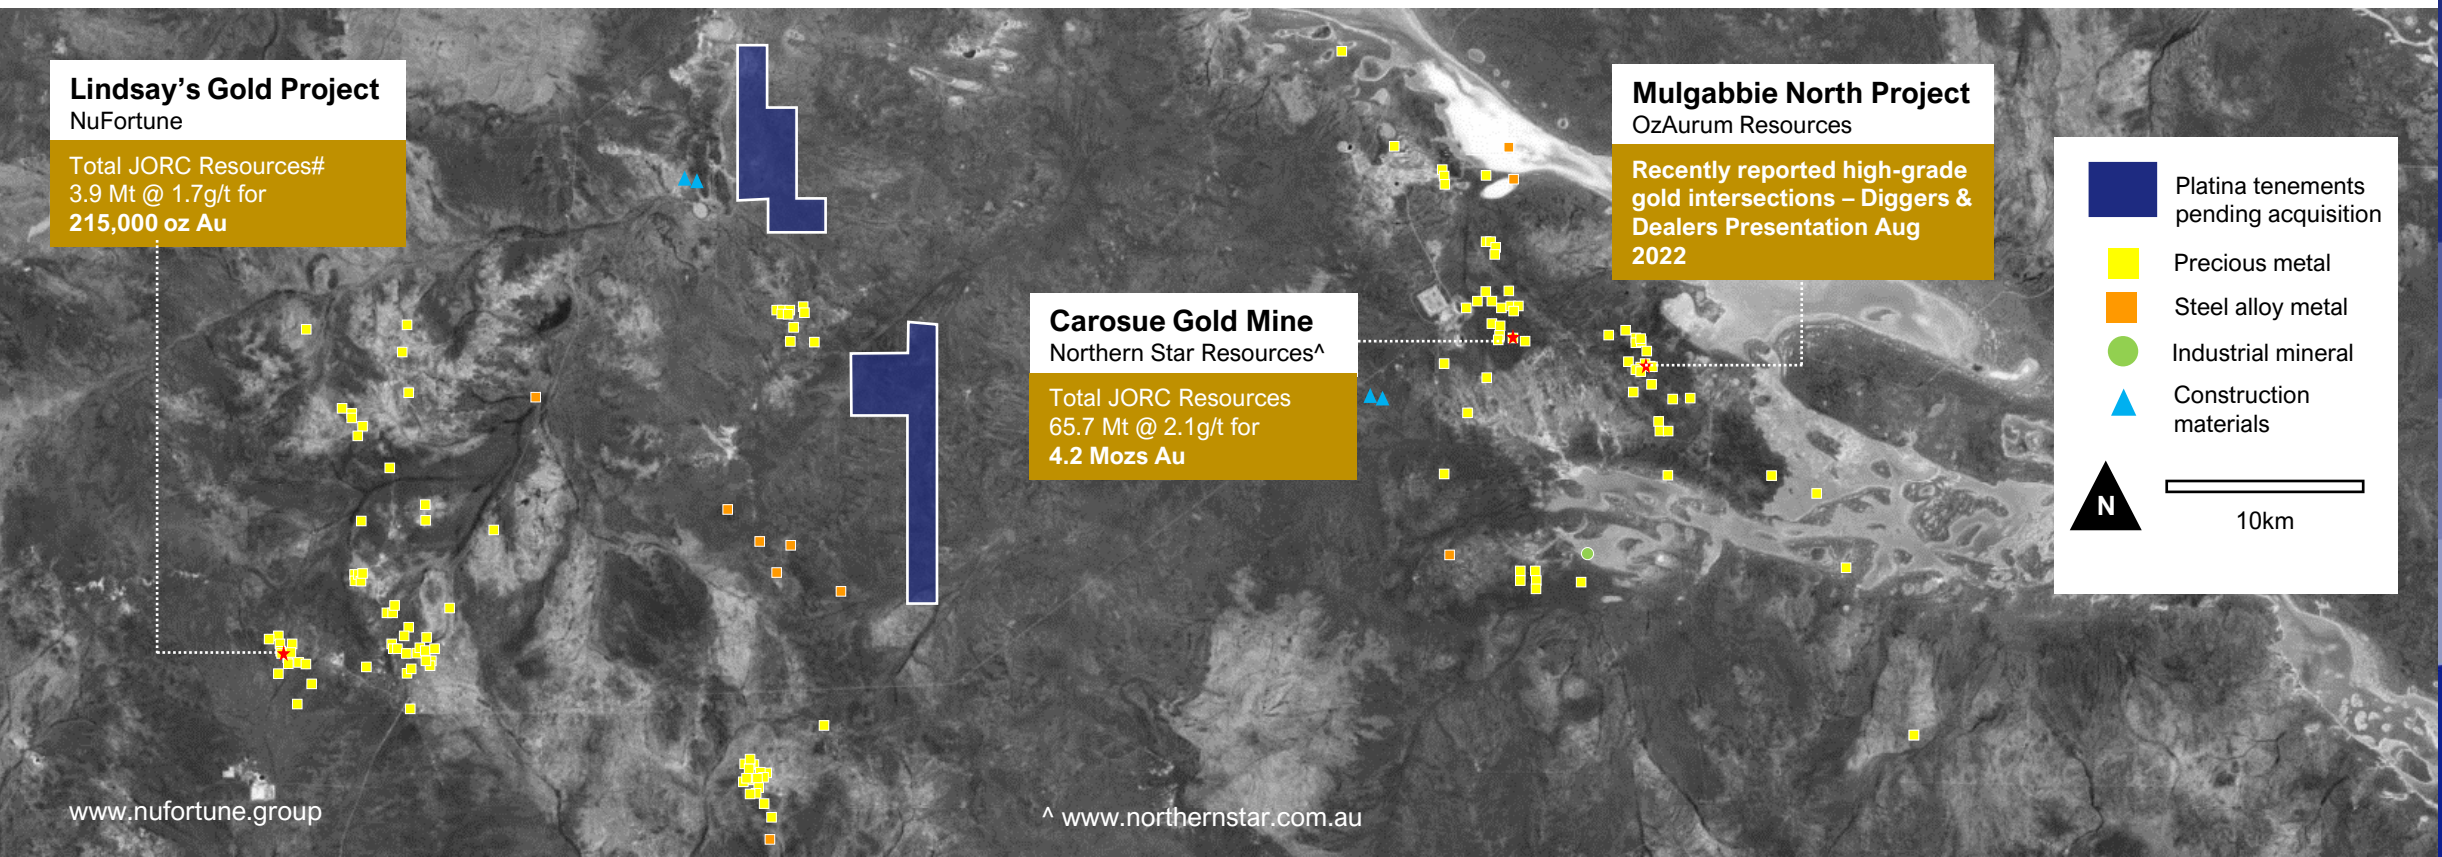 Lindsay's Gold Project
NuFortune
Total JORC Resources#
3.9 Mt @ 1.7g/t for
215,000 oz Au
Carosue Gold Mine
Northern Star Resources^
Total JORC Resources
65.7 Mt @ 2.1g/t for
4.2 Mozs Au
Mulgabbie North Project
OzAurum Resources
Recently reported high-grade
gold intersections – Diggers &
Dealers Presentation Aug
2022
Platina tenements
pending acquisition
Precious metal
Steel alloy metal
Industrial mineral
Construction
materials
N
10km
www.nufortune.group
^ www.northernstar.com.au